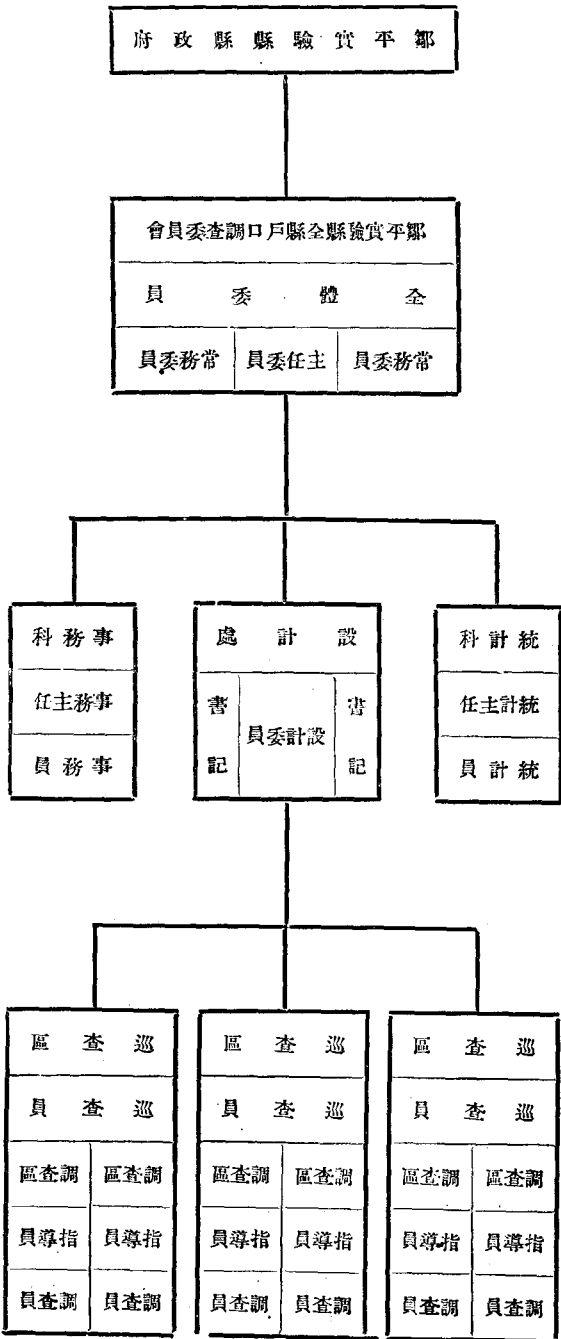 鄒平實驗縣縣政府
鄒平實驗縣全縣戶口調查委員會
全體委員
常務委員 主任委員 常務委員
統計科
統計主任
統計員
設計處
書記 設計委員 書記
事務科
事務主任
事務員
巡查區
巡查員
調查區 調查區
指導員 指導員
調查員 調查員
巡查區
巡查員
調查區 調查區
指導員 指導員
調查員 調查員
巡查區
巡查員
調查區 調查區
指導員 指導員
調查員 調查員